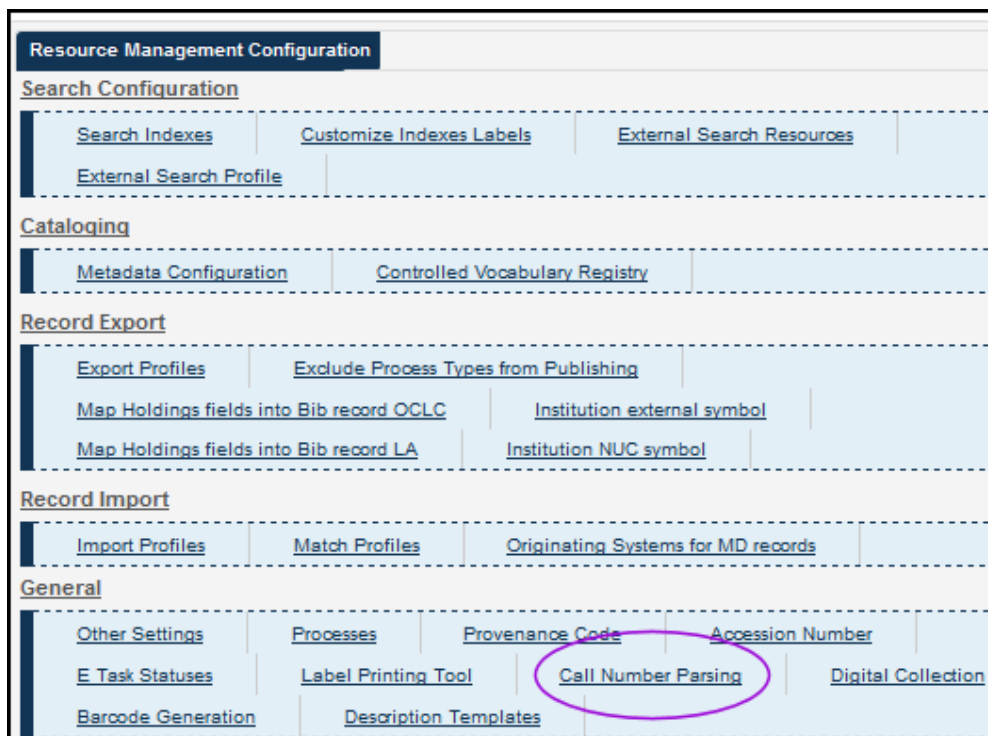 Resource Management Configuration
Search Configuration
Search Indexes Customize Indexes Labels External Search Resources
External Search Profile
Cataloging
Metadata Configuration Controlled Vocabulary Registry
Record Export
Export Profiles Exclude Process Types from Publishing
Map Holdings fields into Bib record OCLC Institution external symbol
Map Holdings fields into Bib record LA Institution NUC symbol
Record Import
Import Profiles Match Profiles Originating Systems for MD records
General
Other Settings Processes Provenance Code Accession Number
E Task Statuses Label Printing Tool Call Number Parsing Digital Collection
Barcode Generation Description Templates